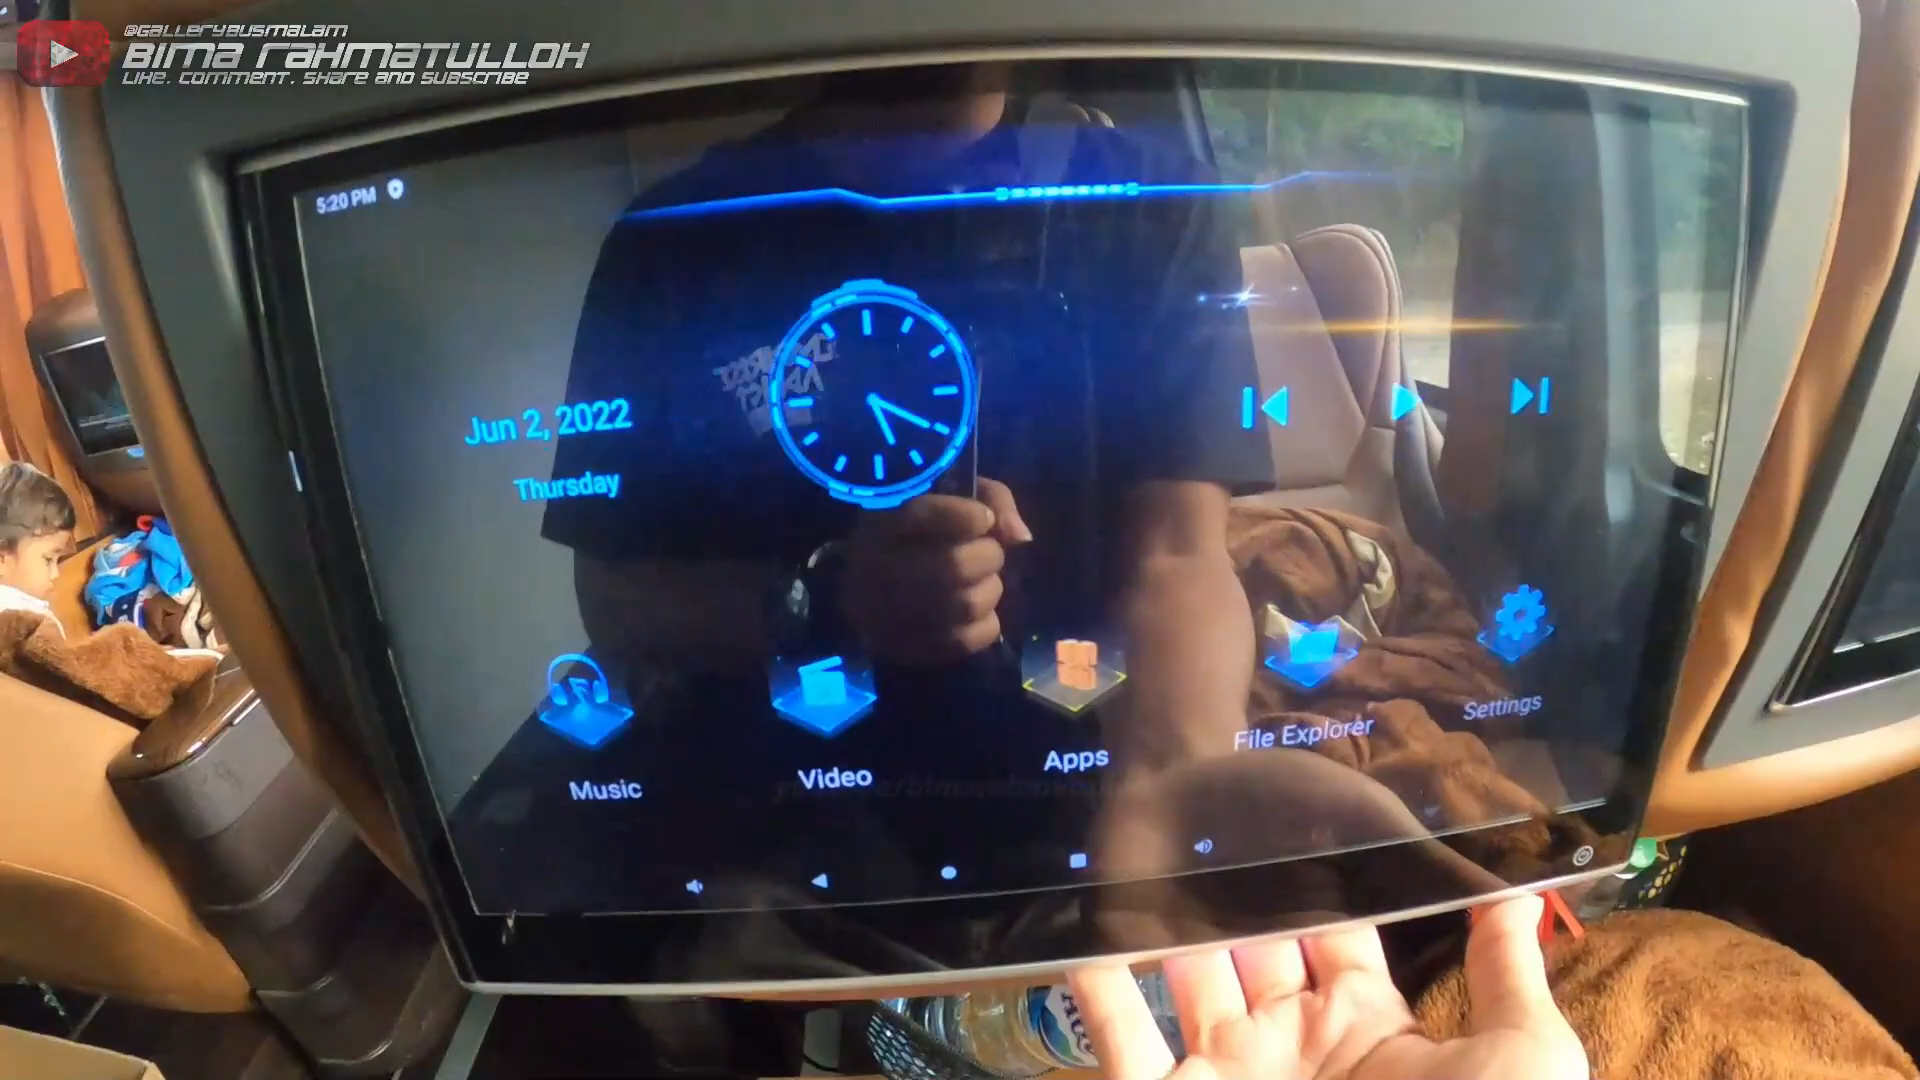 @GALLERYBUSMALAM
BIMA RAHMATULLOH
LIKE, COMMENT, SHARE AND SUBSCRIBE
5:20 PM
Jun 2, 2022
Thursday
Music
Video
Apps
File Explorer
Settings